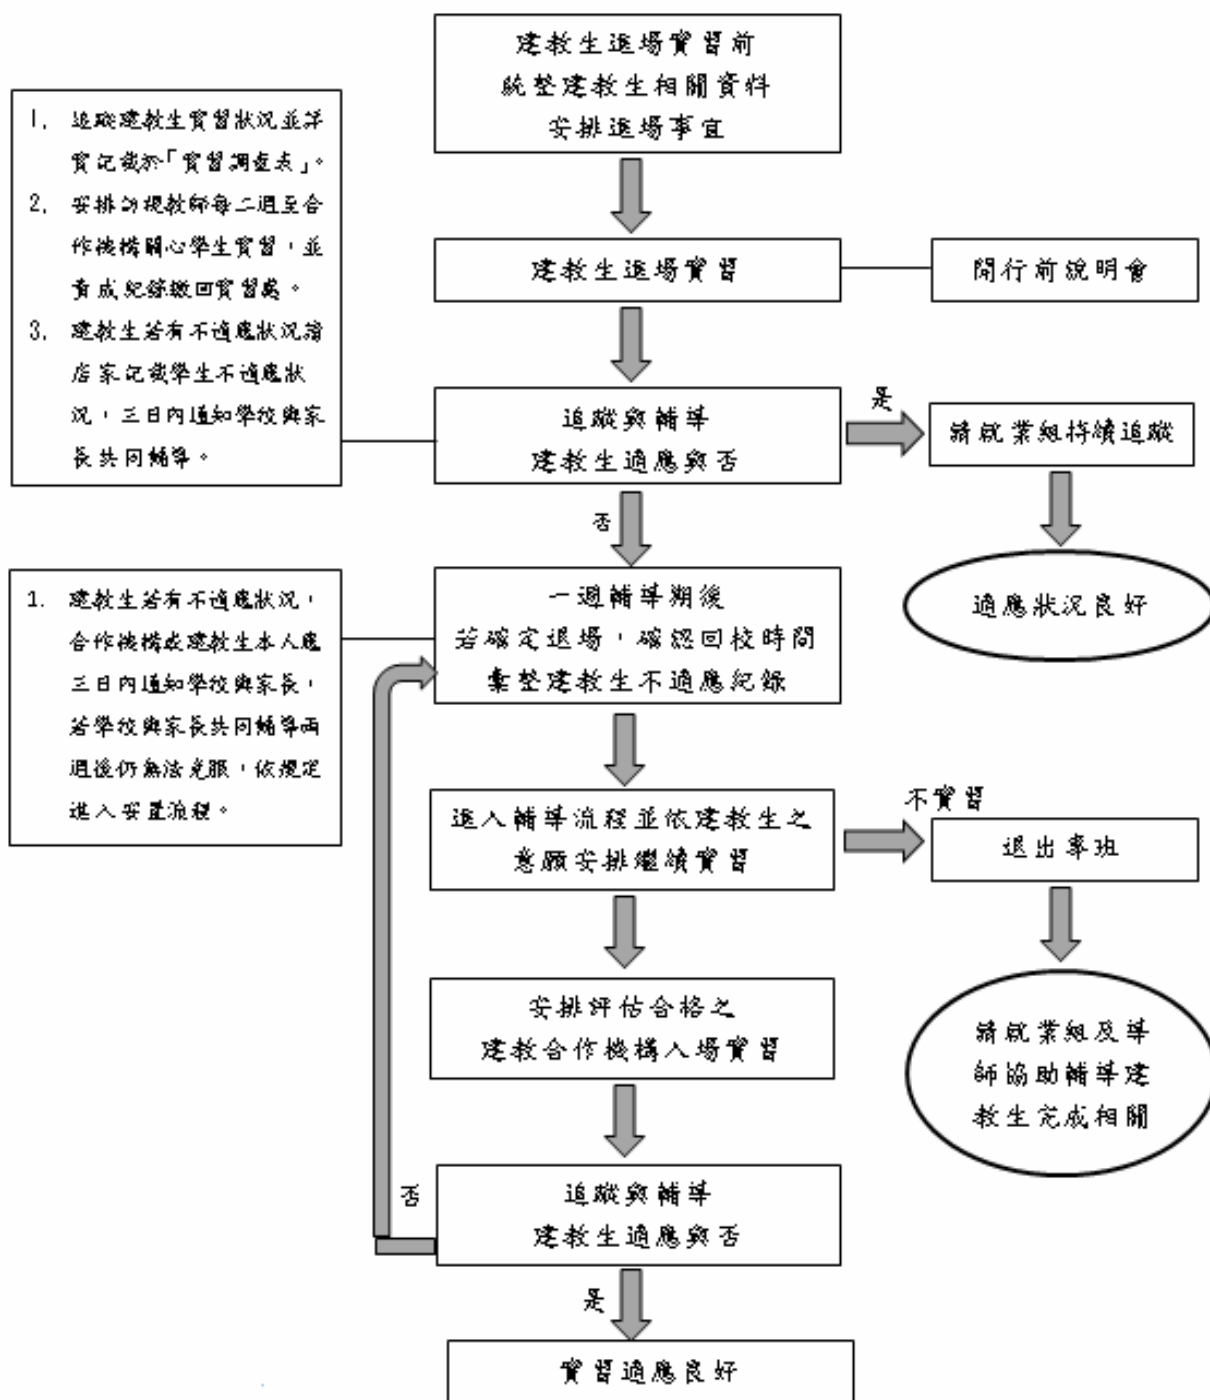 建教生進場實習前
統整建教生相關資料
安排進場事宜
1. 追蹤建教生實習狀況並詳
實記載於「實習調查表」。
2. 安排訪視教師每二週至合
作機構關心學生實習，並
責成紀錄繳回實習處。
3. 建教生若有不適應狀況請
店家記載學生不適應狀
況，三日內通知學校與家
長共同輔導。
建教生進場實習
開行前說明會
追蹤與輔導
建教生適應與否
是
請就業組持續追蹤
適應狀況良好
否
1. 建教生若有不適應狀況，
合作機構或建教生本人應
三日內通知學校與家長，
若學校與家長共同輔導兩
週後仍無法克服，依規定
進入安置流程。
一週輔導期後
若確定退場，確認回校時間
彙整建教生不適應紀錄
進入輔導流程並依建教生之
意願安排繼續實習
不實習
退出專班
請就業組及導
師協助輔導建
教生完成相關
安排評估合格之
建教合作機構入場實習
否
追蹤與輔導
建教生適應與否
是
實習適應良好